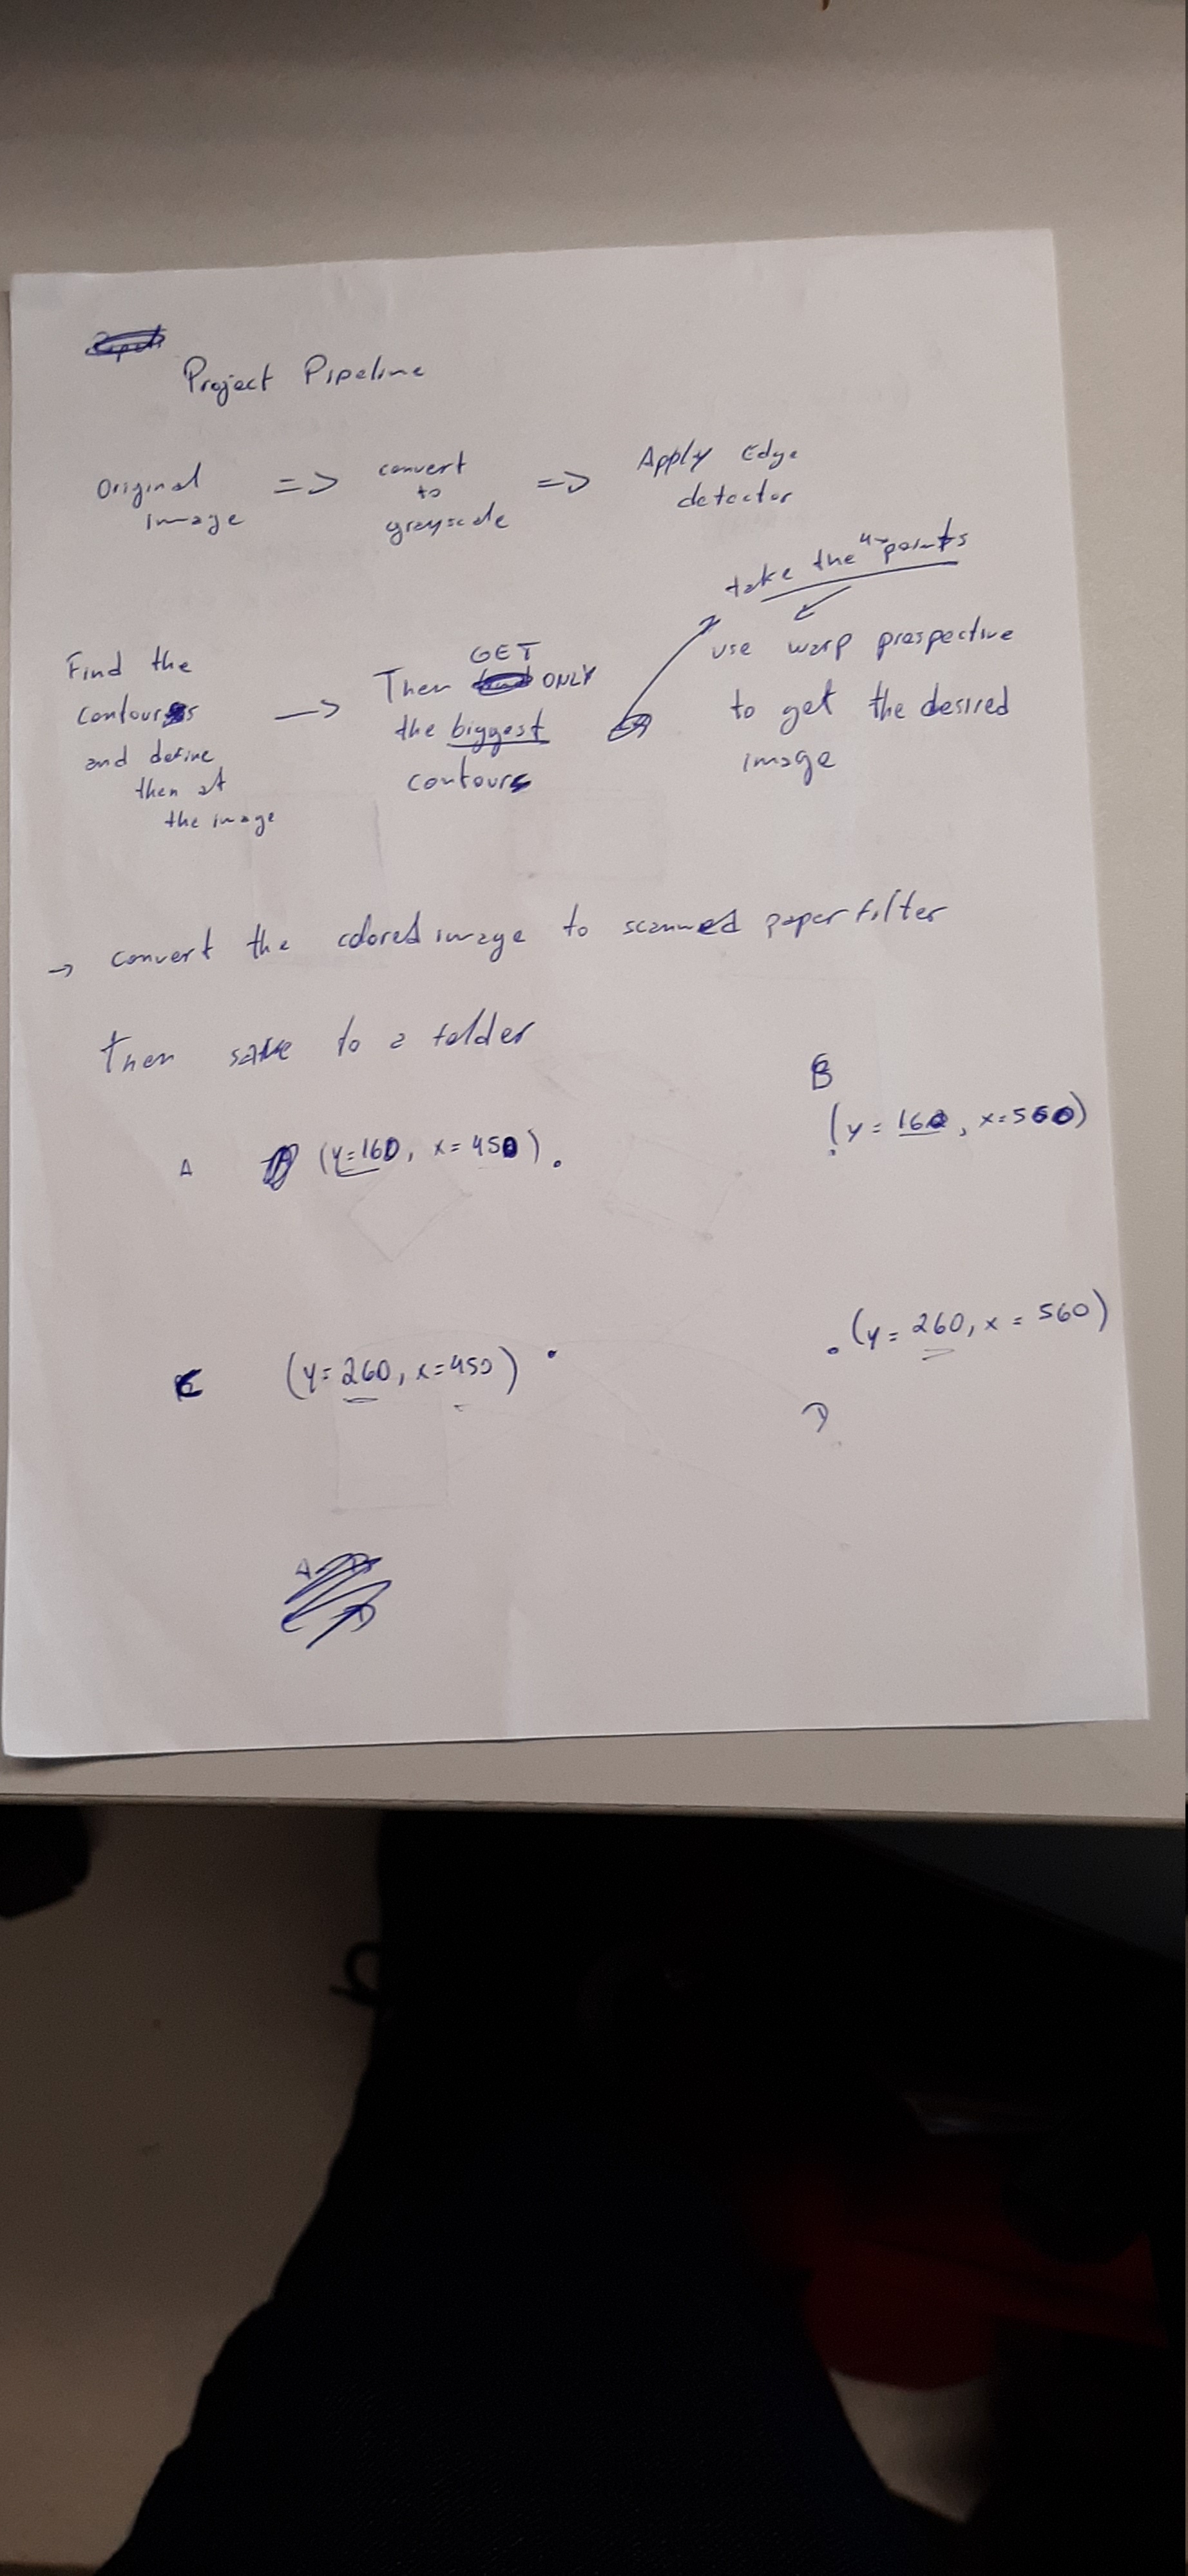 Project Pipeline
Original => convert => Apply Edge
Image to detector
grayscale
take the 4 points
Find the GET use warp prospective
contours -> Then ONLY to get the desired
and define the biggest image
then at contours
the image
-> convert the colored image to scanned paper filter
then save to a folder
B
A (y=160, x=450) (y=160, x=560)
C (y=260, x=450) (y=260, x=560)
D